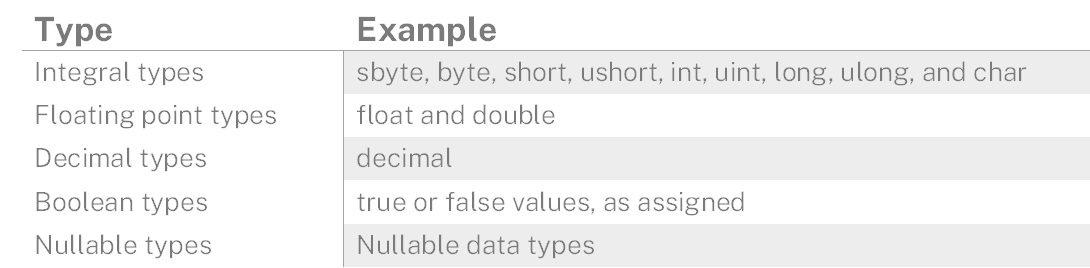 Type Example
Integral types sbyte, byte, short, ushort, int, uint, long, ulong, and char
Floating point types float and double
Decimal types decimal
Boolean types true or false values, as assigned
Nullable types Nullable data types